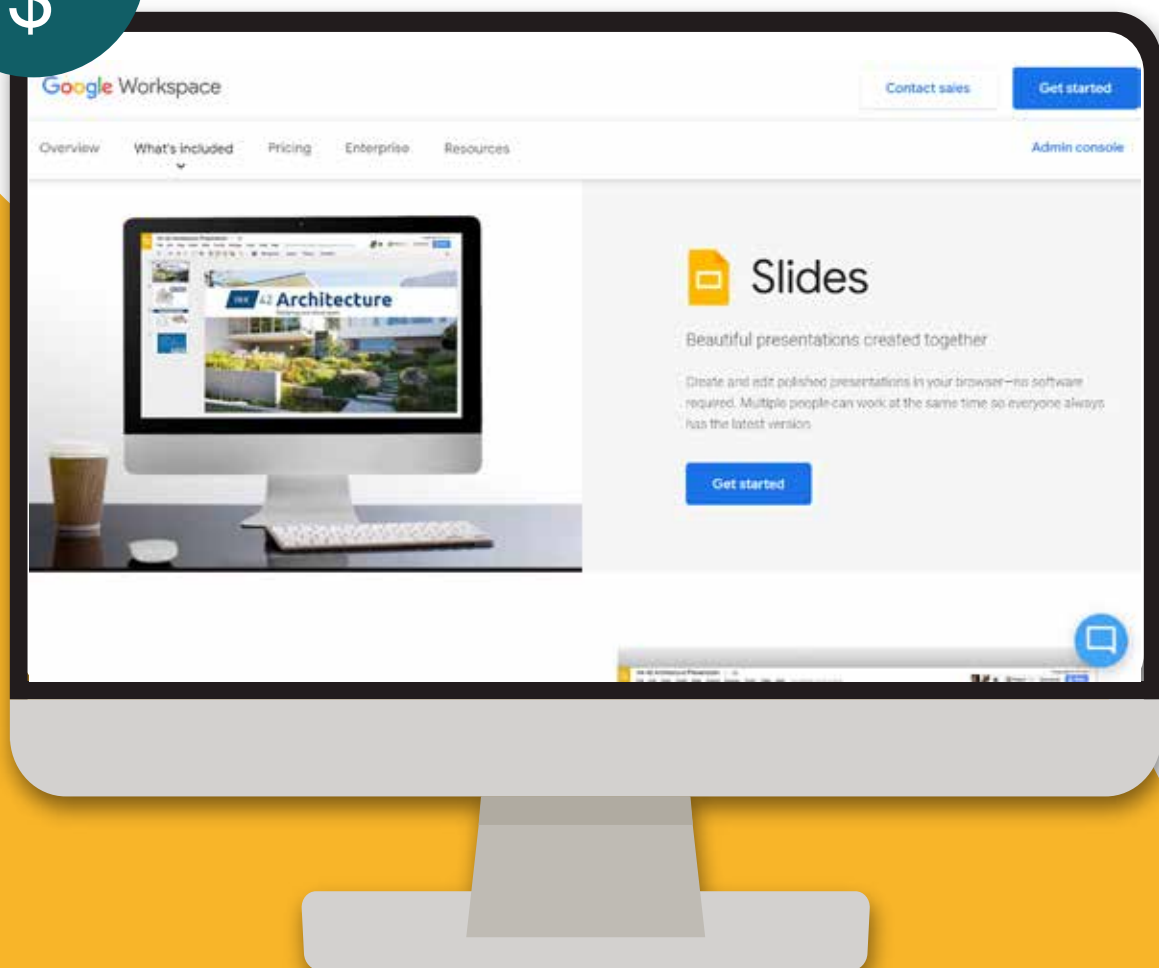 $
Google Workspace
Contact sales
Get started
Overview
What's included
Pricing
Enterprise
Resources
Admin console
42 Architecture
Slides
Beautiful presentations created together
Create and edit polished presentations in your browser—no software
required. Multiple people can work at the same time so everyone always
has the latest version
Get started